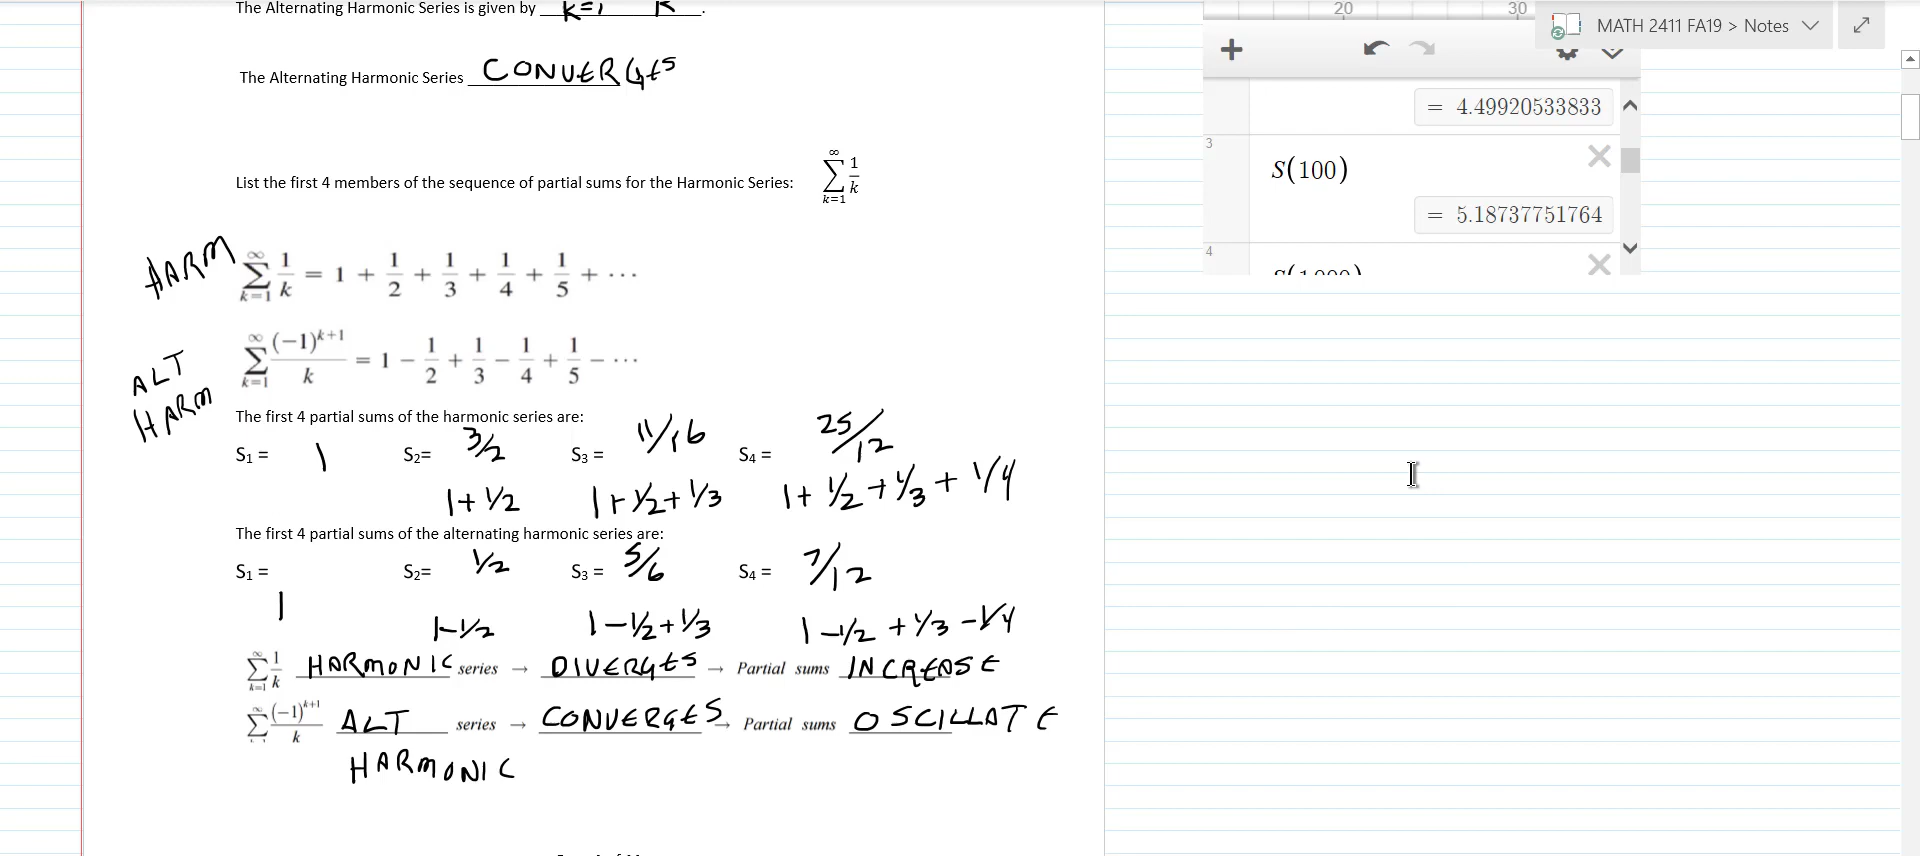 The Alternating Harmonic Series is given by k=1 k .
The Alternating Harmonic Series CONVERGES
List the first 4 members of the sequence of partial sums for the Harmonic Series: ∞ ∑ k=1 1/k
HARM ∞ ∑ k=1 1/k = 1 + 1/2 + 1/3 + 1/4 + 1/5 + ···
ALT HARM ∞ ∑ k=1 (−1)^{k+1}/k = 1 − 1/2 + 1/3 − 1/4 + 1/5 − ···
The first 4 partial sums of the harmonic series are:
S₁ = 1 S₂= 3/2 S₃ = 11/16 S₄ = 25/12
1+1/2 1+1/2+1/3 1+1/2+1/3+1/4
The first 4 partial sums of the alternating harmonic series are:
S₁ = 1 S₂= 1/2 S₃ = 5/6 S₄ = 7/12
1-1/2 1-1/2+1/3 1-1/2+1/3-1/4
∞ ∑ k=1 1/k HARMONIC series → DIVERGES → Partial sums INCREASE
∞ ∑ (−1)^{k+1}/k ALT HARMONIC series → CONVERGES → Partial sums OSCILLATE
20 30
MATH 2411 FA19 > Notes
= 4.49920533833
3
S(100)
= 5.18737751764
4